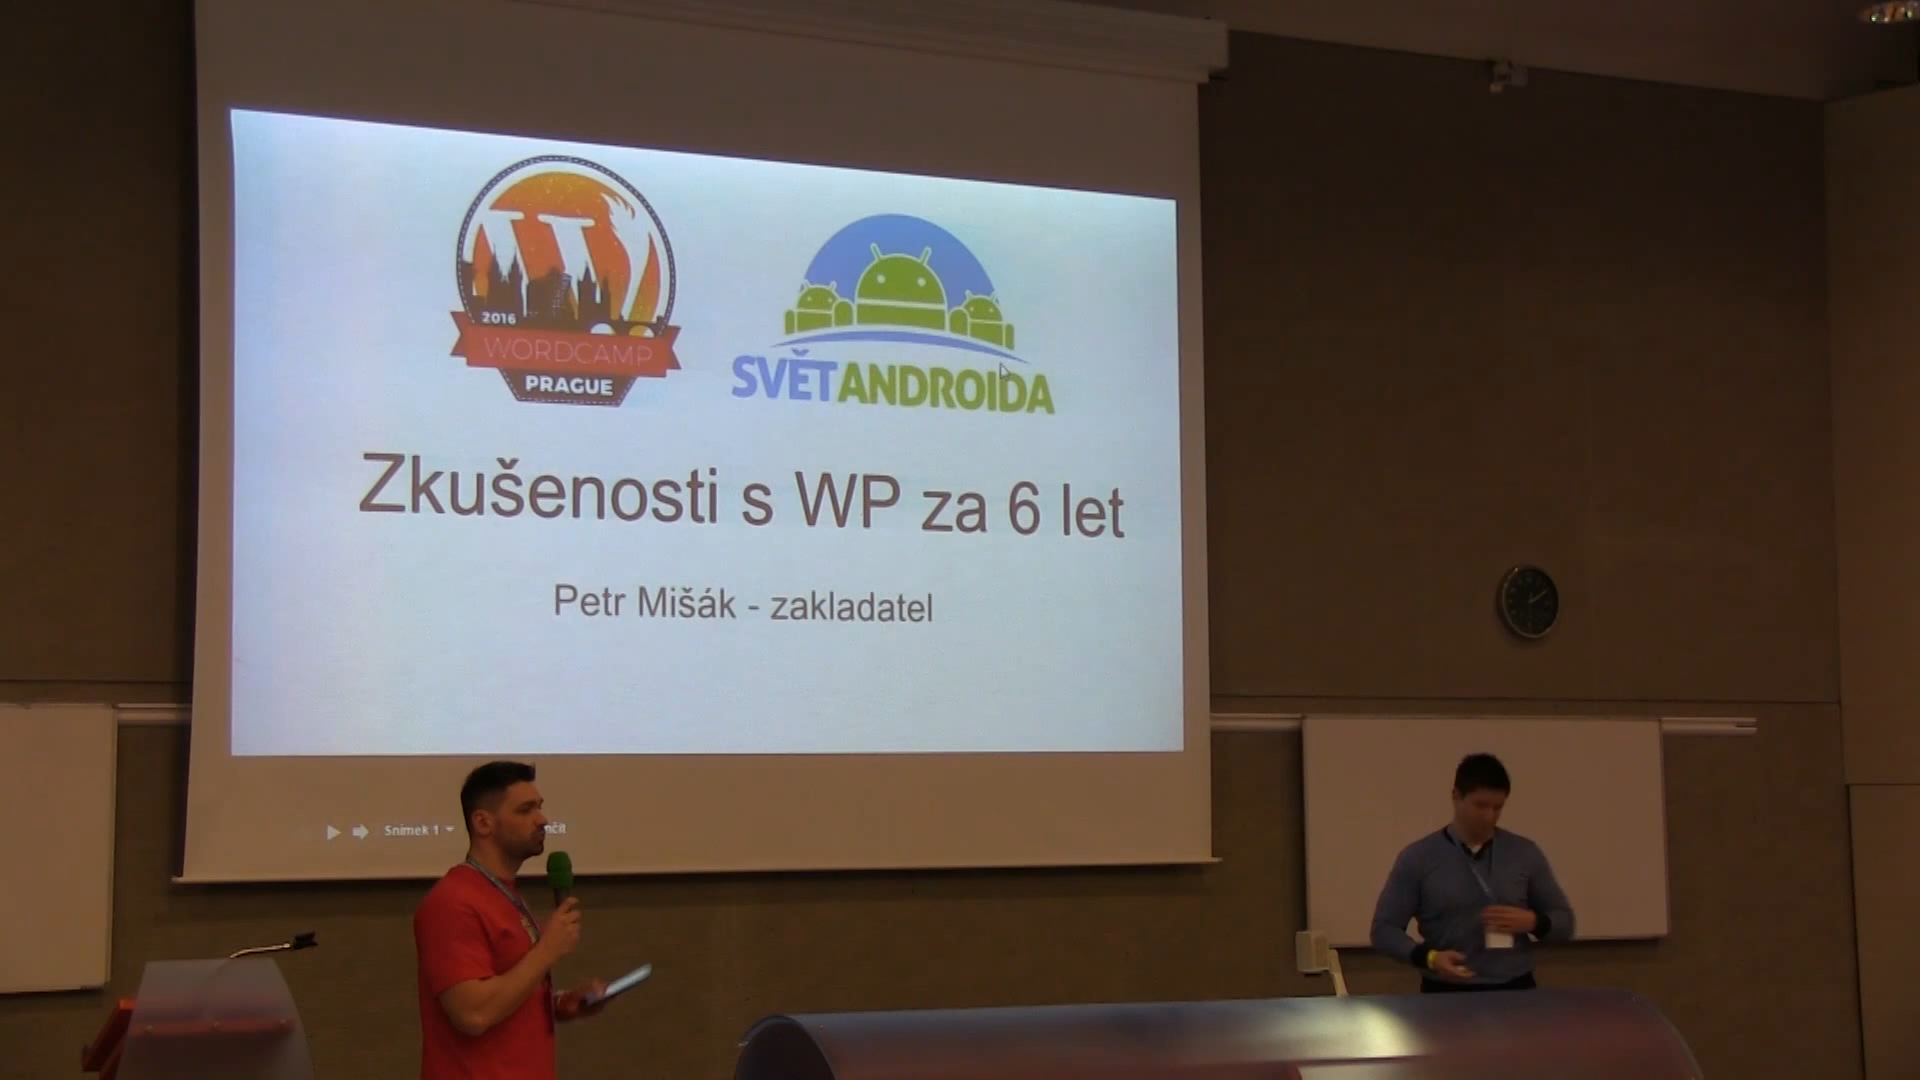 2016
WORDCAMP
PRAGUE
SVĚTANDROIDA
Zkušenosti s WP za 6 let
Petr Mišák - zakladatel
Snímek 1